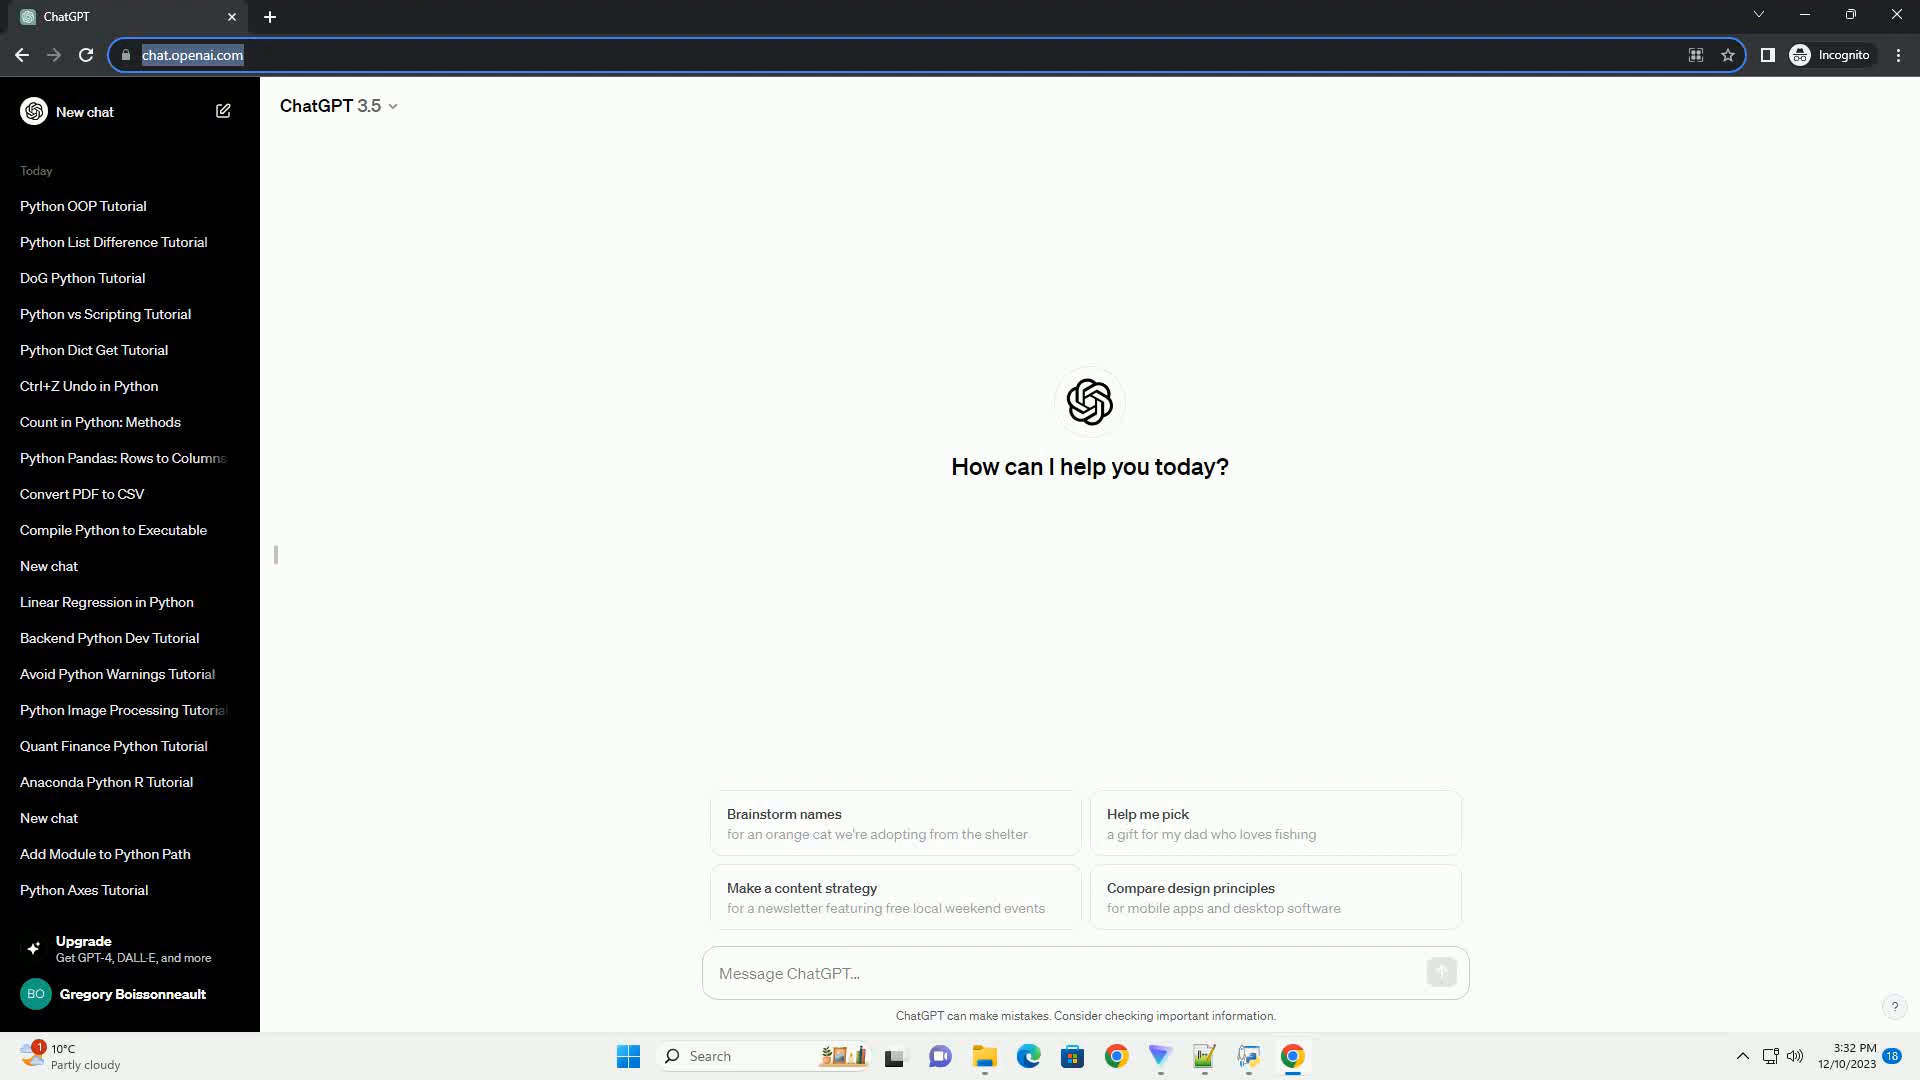 ChatGPT
chat.openai.com
Incognito
New chat
ChatGPT 3.5
Today
Python OOP Tutorial
Python List Difference Tutorial
DoG Python Tutorial
Python vs Scripting Tutorial
Python Dict Get Tutorial
Ctrl+Z Undo in Python
Count in Python: Methods
Python Pandas: Rows to Columns
Convert PDF to CSV
Compile Python to Executable
New chat
Linear Regression in Python
Backend Python Dev Tutorial
Avoid Python Warnings Tutorial
Python Image Processing Tutorial
Quant Finance Python Tutorial
Anaconda Python R Tutorial
New chat
Add Module to Python Path
Python Axes Tutorial
Upgrade
Get GPT-4, DALL·E, and more
BO
Gregory Boissonneault
How can I help you today?
Brainstorm names
for an orange cat we're adopting from the shelter
Help me pick
a gift for my dad who loves fishing
Make a content strategy
for a newsletter featuring free local weekend events
Compare design principles
for mobile apps and desktop software
Message ChatGPT...
ChatGPT can make mistakes. Consider checking important information.
?
1
10°C
Partly cloudy
Search
3:32 PM
12/10/2023
18